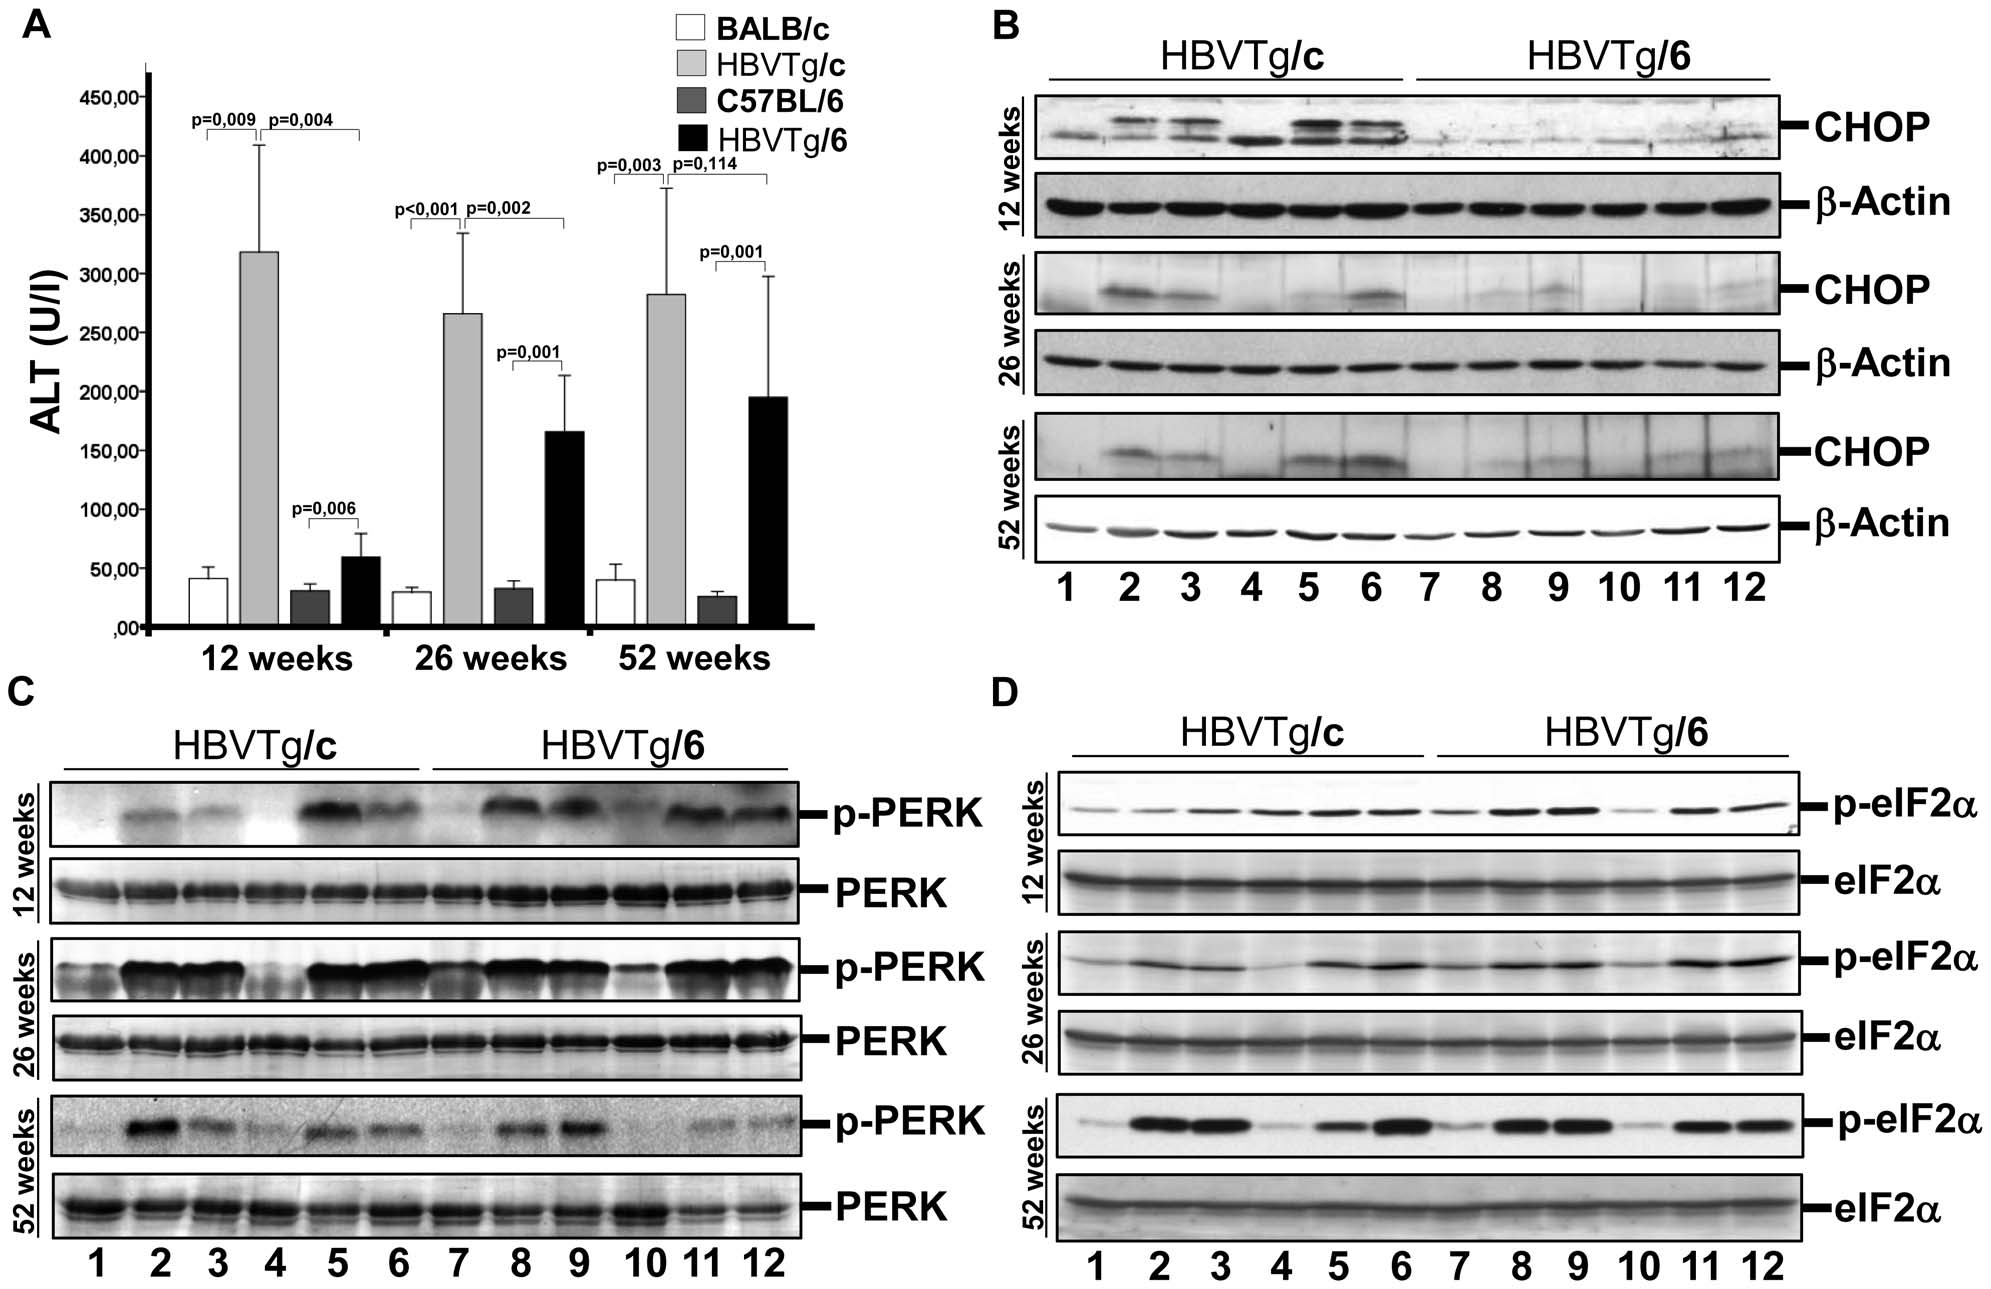 A
BALB/c
HBVTg/c
C57BL/6
HBVTg/6
ALT (U/l)
450,00
400,00
350,00
300,00
250,00
200,00
150,00
100,00
50,00
,00
p=0,009 p=0,004
p=0,006
p<0,001 p=0,002
p=0,001
p=0,003 p=0,114
p=0,001
12 weeks 26 weeks 52 weeks
B
HBVTg/c HBVTg/6
12 weeks
CHOP
β-Actin
26 weeks
CHOP
β-Actin
52 weeks
CHOP
β-Actin
1 2 3 4 5 6 7 8 9 10 11 12
C
HBVTg/c HBVTg/6
12 weeks
p-PERK
PERK
26 weeks
p-PERK
PERK
52 weeks
p-PERK
PERK
1 2 3 4 5 6 7 8 9 10 11 12
D
HBVTg/c HBVTg/6
12 weeks
p-eIF2α
eIF2α
26 weeks
p-eIF2α
eIF2α
52 weeks
p-eIF2α
eIF2α
1 2 3 4 5 6 7 8 9 10 11 12